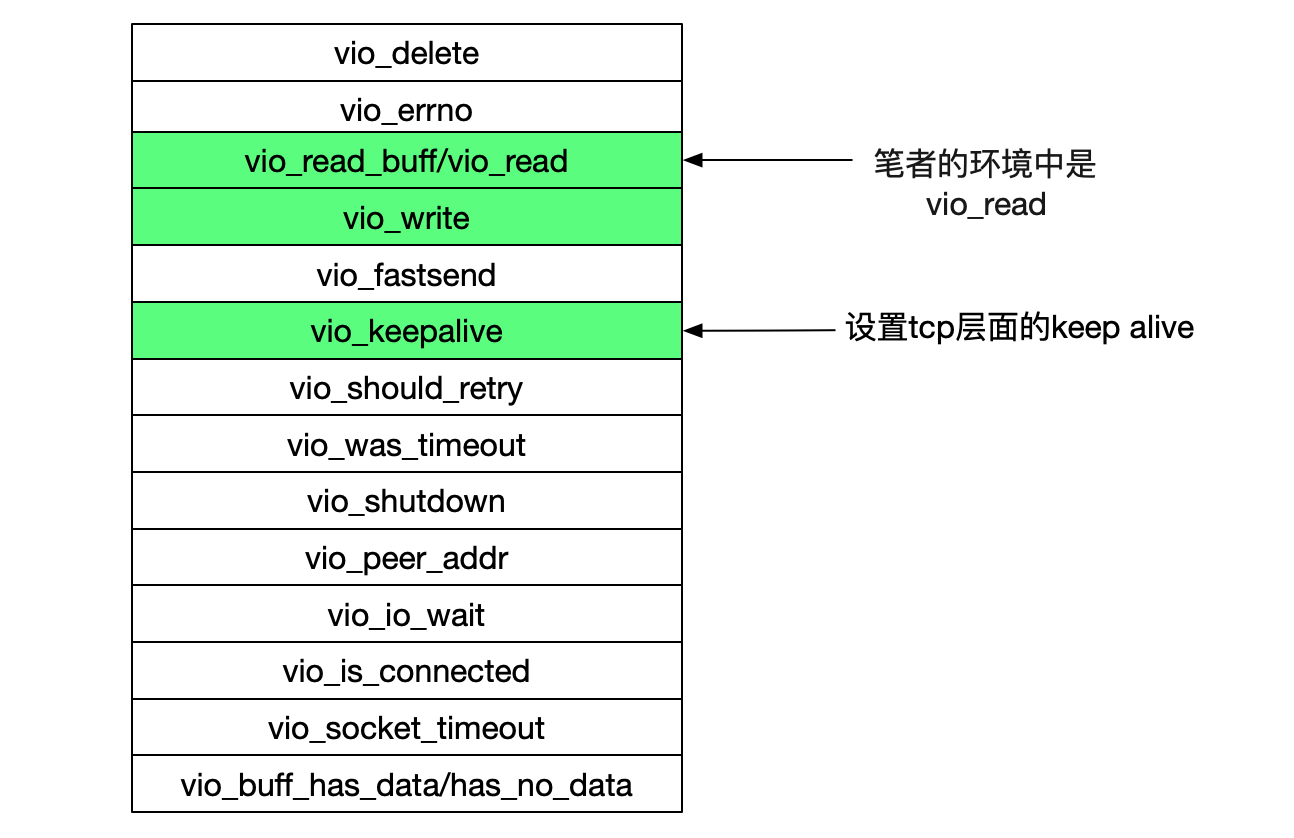 vio_delete
vio_errno
vio_read_buff/vio_read
笔者的环境中是
vio_read
vio_write
vio_fastsend
vio_keepalive
设置tcp层面的keep alive
vio_should_retry
vio_was_timeout
vio_shutdown
vio_peer_addr
vio_io_wait
vio_is_connected
vio_socket_timeout
vio_buff_has_data/has_no_data